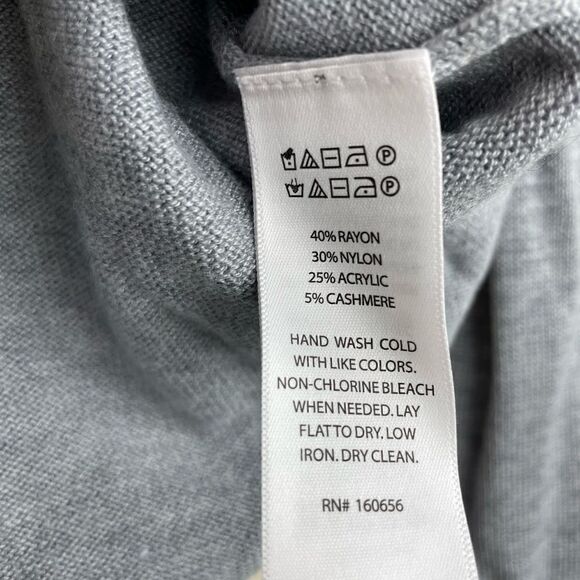 P
P
40% RAYON
30% NYLON
25% ACRYLIC
5% CASHMERE
HAND WASH COLD
WITH LIKE COLORS.
NON-CHLORINE BLEACH
WHEN NEEDED. LAY
FLAT TO DRY. LOW
IRON. DRY CLEAN.
RN# 160656